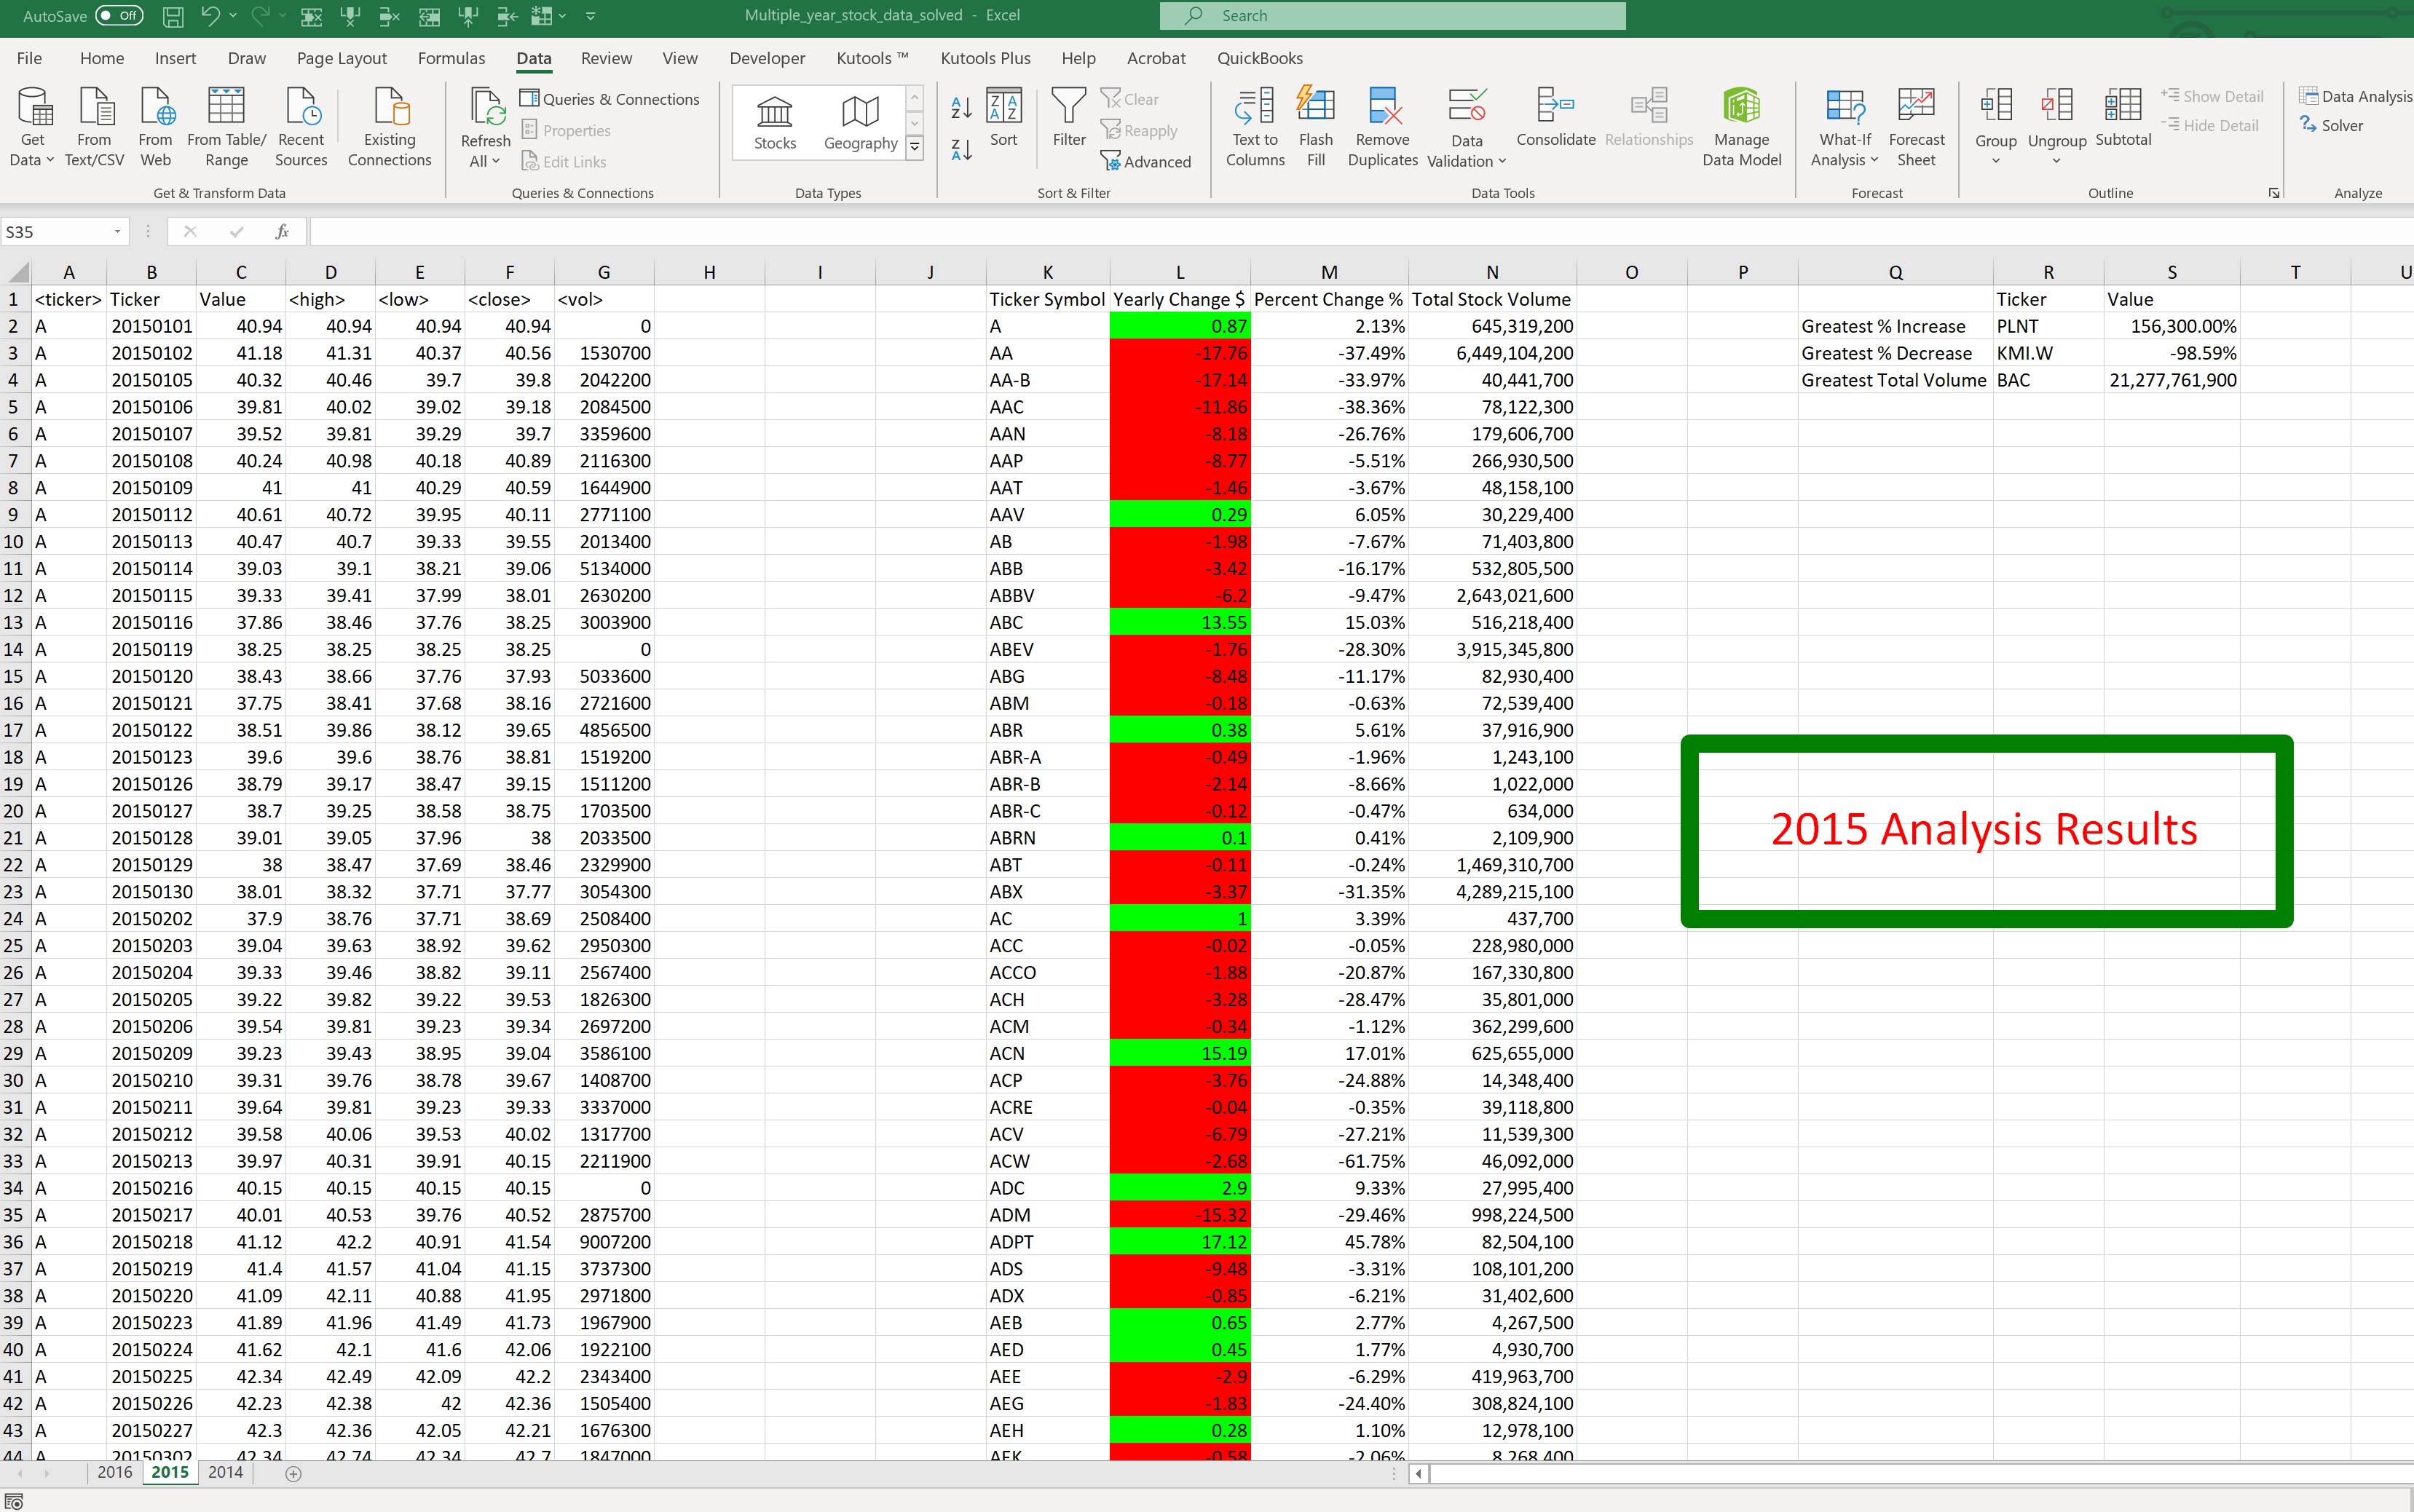 AutoSave Off Multiple_year_stock_data_solved - Excel Search
File Home Insert Draw Page Layout Formulas Data Review View Developer Kutools ™ Kutools Plus Help Acrobat QuickBooks
Get Data From Text/CSV From Web From Table/ Range Recent Sources Existing Connections Refresh All Queries & Connections Properties Edit Links Stocks Geography Sort Filter Clear Reapply Advanced Text to Columns Flash Fill Remove Duplicates Data Validation Consolidate Relationships Manage Data Model What-If Analysis Forecast Sheet Group Ungroup Subtotal Show Detail Hide Detail Data Analysis Solver
Get & Transform Data Queries & Connections Data Types Sort & Filter Data Tools Forecast Outline Analyze
S35 fx
A B C D E F G H I J K L M N O P Q R S T U
1 <ticker> Ticker Value <high> <low> <close> <vol> Ticker Symbol Yearly Change $ Percent Change % Total Stock Volume Ticker Value
2 A 20150101 40.94 40.94 40.94 40.94 0 A 0.87 2.13% 645,319,200 Greatest % Increase PLNT 156,300.00%
3 A 20150102 41.18 41.31 40.37 40.56 1530700 AA -17.76 -37.49% 6,449,104,200 Greatest % Decrease KMI.W -98.59%
4 A 20150105 40.32 40.46 39.7 39.8 2042200 AA-B -17.14 -33.97% 40,441,700 Greatest Total Volume BAC 21,277,761,900
5 A 20150106 39.81 40.02 39.02 39.18 2084500 AAC -11.86 -38.36% 78,122,300
6 A 20150107 39.52 39.81 39.29 39.7 3359600 AAN -8.18 -26.76% 179,606,700
7 A 20150108 40.24 40.98 40.18 40.89 2116300 AAP -8.77 -5.51% 266,930,500
8 A 20150109 41 41 40.29 40.59 1644900 AAT -1.46 -3.67% 48,158,100
9 A 20150112 40.61 40.72 39.95 40.11 2771100 AAV 0.29 6.05% 30,229,400
10 A 20150113 40.47 40.7 39.33 39.55 2013400 AB -1.98 -7.67% 71,403,800
11 A 20150114 39.03 39.1 38.21 39.06 5134000 ABB -3.42 -16.17% 532,805,500
12 A 20150115 39.33 39.41 37.99 38.01 2630200 ABBV -6.2 -9.47% 2,643,021,600
13 A 20150116 37.86 38.46 37.76 38.25 3003900 ABC 13.55 15.03% 516,218,400
14 A 20150119 38.25 38.25 38.25 38.25 0 ABEV -1.76 -28.30% 3,915,345,800
15 A 20150120 38.43 38.66 37.76 37.93 5033600 ABG -8.48 -11.17% 82,930,400
16 A 20150121 37.75 38.41 37.68 38.16 2721600 ABM -0.18 -0.63% 72,539,400
17 A 20150122 38.51 39.86 38.12 39.65 4856500 ABR 0.38 5.61% 37,916,900
18 A 20150123 39.6 39.6 38.76 38.81 1519200 ABR-A -0.49 -1.96% 1,243,100
19 A 20150126 38.79 39.17 38.47 39.15 1511200 ABR-B -2.14 -8.66% 1,022,000
20 A 20150127 38.7 39.25 38.58 38.75 1703500 ABR-C -0.12 -0.47% 634,000
21 A 20150128 39.01 39.05 37.96 38 2033500 ABRN 0.1 0.41% 2,109,900
2015 Analysis Results
22 A 20150129 38 38.47 37.69 38.46 2329900 ABT -0.11 -0.24% 1,469,310,700
23 A 20150130 38.01 38.32 37.71 37.77 3054300 ABX -3.37 -31.35% 4,289,215,100
24 A 20150202 37.9 38.76 37.71 38.69 2508400 AC 1 3.39% 437,700
25 A 20150203 39.04 39.63 38.92 39.62 2950300 ACC -0.02 -0.05% 228,980,000
26 A 20150204 39.33 39.46 38.82 39.11 2567400 ACCO -1.88 -20.87% 167,330,800
27 A 20150205 39.22 39.82 39.22 39.53 1826300 ACH -3.28 -28.47% 35,801,000
28 A 20150206 39.54 39.81 39.23 39.34 2697200 ACM -0.34 -1.12% 362,299,600
29 A 20150209 39.23 39.43 38.95 39.04 3586100 ACN 15.19 17.01% 625,655,000
30 A 20150210 39.31 39.76 38.78 39.67 1408700 ACP -3.76 -24.88% 14,348,400
31 A 20150211 39.64 39.81 39.23 39.33 3337000 ACRE -0.04 -0.35% 39,118,800
32 A 20150212 39.58 40.06 39.53 40.02 1317700 ACV -6.79 -27.21% 11,539,300
33 A 20150213 39.97 40.31 39.91 40.15 2211900 ACW -2.68 -61.75% 46,092,000
34 A 20150216 40.15 40.15 40.15 40.15 0 ADC 2.9 9.33% 27,995,400
35 A 20150217 40.01 40.53 39.76 40.52 2875700 ADM -15.32 -29.46% 998,224,500
36 A 20150218 41.12 42.2 40.91 41.54 9007200 ADPT 17.12 45.78% 82,504,100
37 A 20150219 41.4 41.57 41.04 41.15 3737300 ADS -9.48 -3.31% 108,101,200
38 A 20150220 41.09 42.11 40.88 41.95 2971800 ADX -0.85 -6.21% 31,402,600
39 A 20150223 41.89 41.96 41.49 41.73 1967900 AEB 0.65 2.77% 4,267,500
40 A 20150224 41.62 42.1 41.6 42.06 1922100 AED 0.45 1.77% 4,930,700
41 A 20150225 42.34 42.49 42.09 42.2 2343400 AEE -2.9 -6.29% 419,963,700
42 A 20150226 42.23 42.38 42 42.36 1505400 AEG -1.83 -24.40% 308,824,100
43 A 20150227 42.3 42.36 42.05 42.21 1676300 AEH 0.28 1.10% 12,978,100
44 A 20150302 42.34 42.74 42.34 42.7 1847000 AEK -0.58 -2.06% 8,268,400
2016 2015 2014